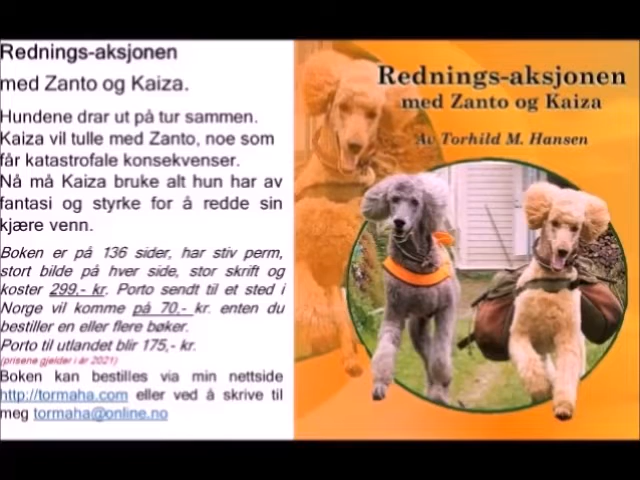 Rednings-aksjonen
med Zanto og Kaiza.
Hundene drar ut på tur sammen.
Kaiza vil tulle med Zanto, noe som
får katastrofale konsekvenser.
Nå må Kaiza bruke alt hun har av
fantasi og styrke for å redde sin
kjære venn.
Boken er på 136 sider, har stiv perm,
stort bilde på hver side, stor skrift og
koster 299,- kr. Porto sendt til et sted i
Norge vil komme på 70,- kr. enten du
bestiller en eller flere bøker.
Porto til utlandet blir 175,- kr.
(prisene gjelder i år 2021)
Boken kan bestilles via min nettside
http://tormaha.com eller ved å skrive til
meg tormaha@online.no
Rednings-aksjonen
med Zanto og Kaiza
Av Torhild M. Hansen